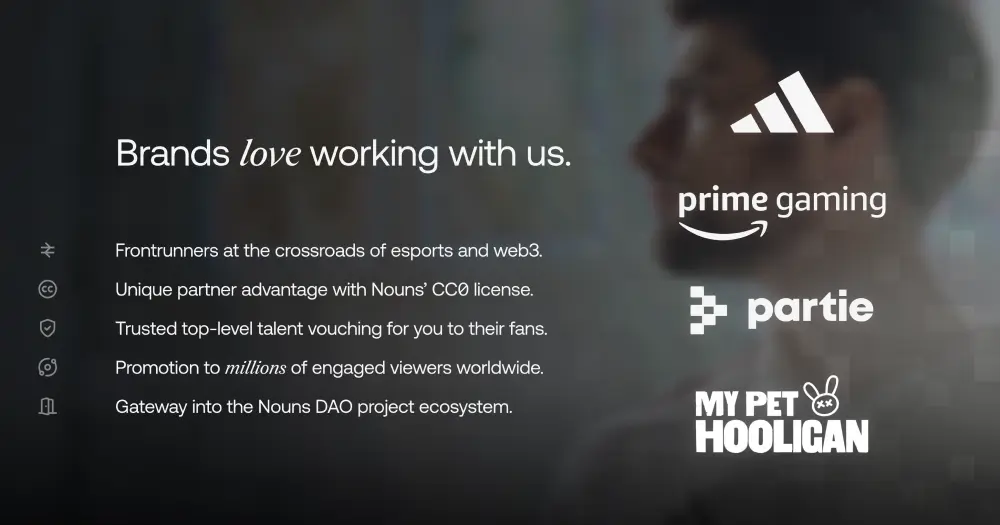 Brands love working with us.
Frontrunners at the crossroads of esports and web3.
Unique partner advantage with Nouns’ CC0 license.
Trusted top-level talent vouching for you to their fans.
Promotion to millions of engaged viewers worldwide.
Gateway into the Nouns DAO project ecosystem.
prime gaming
partie
MY PET
HOOLIGAN